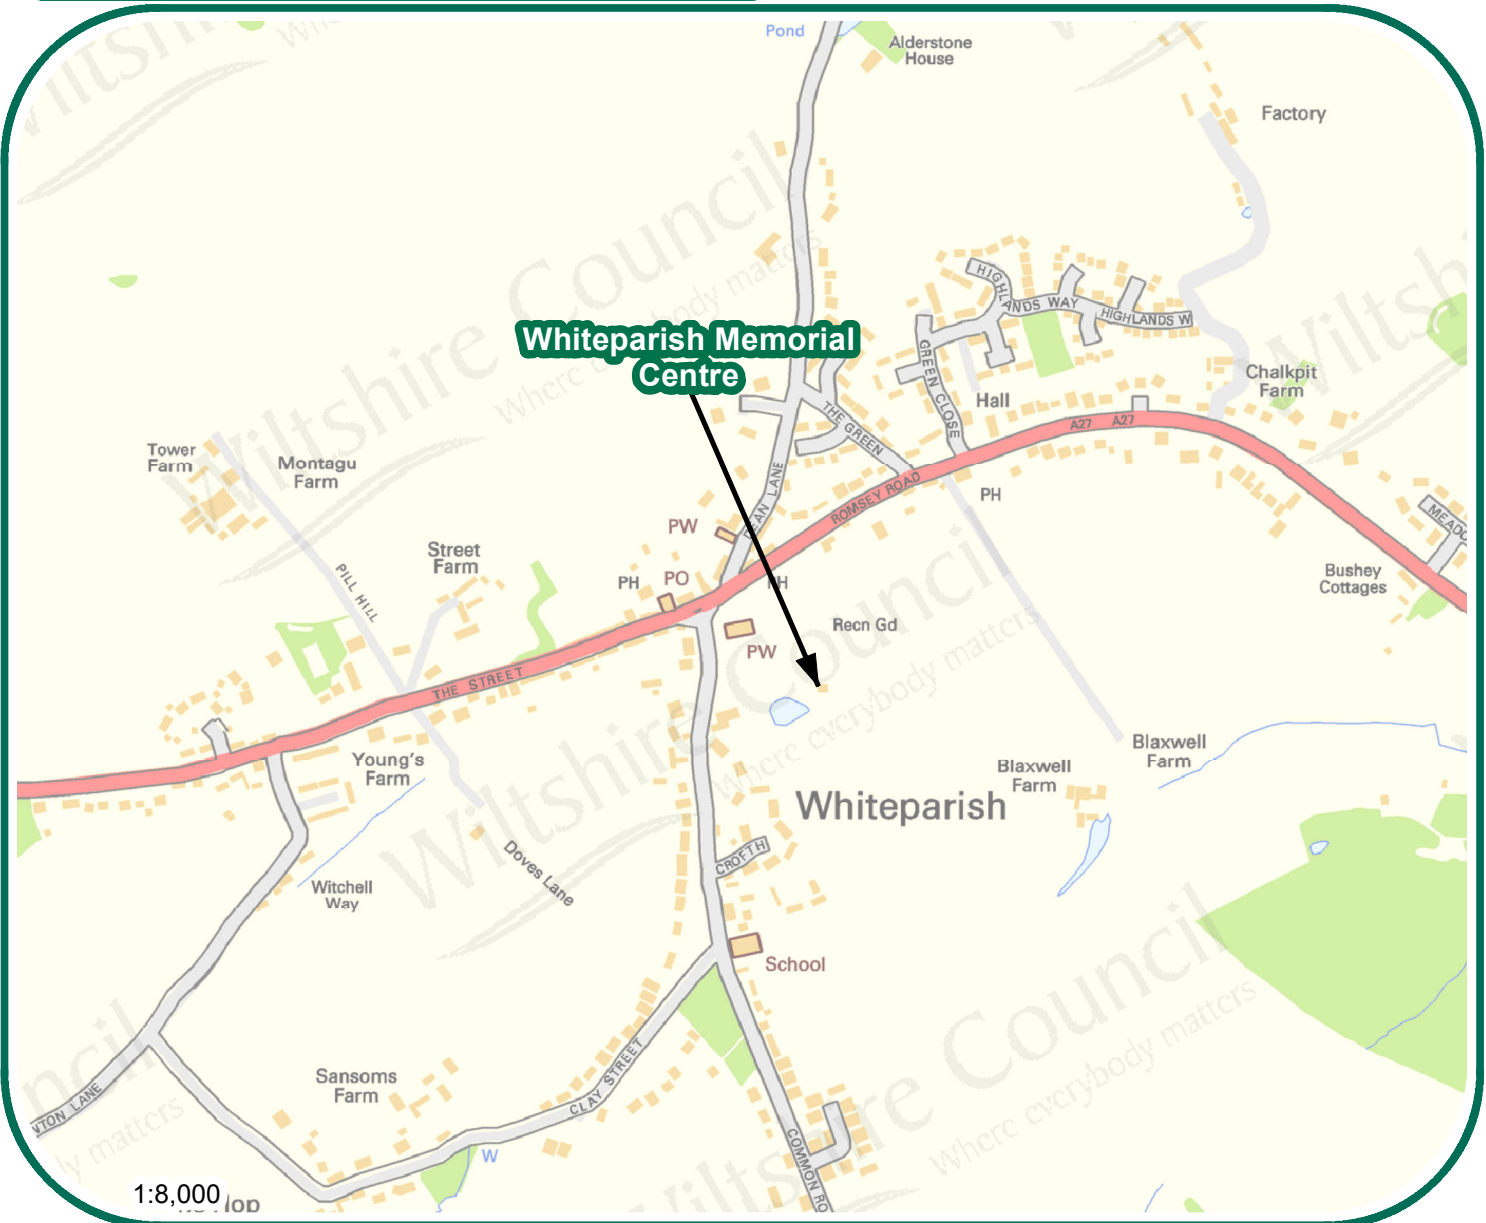 Pond
Alderstone
House
Factory
HIGHLANDS WAY
HIGHLANDS W
Whiteparish Memorial
Centre
GREEN CLOSE
Chalkpit
Farm
Hall
THE GREEN
A27 A27
Tower
Farm
Montagu
Farm
ROMSEY ROAD
PH
MEADO
PW
Street
Farm
PILL HILL
PH
PO
Bushey
Cottages
Recn Gd
PW
THE STREET
Young's
Farm
Blaxwell
Farm
Blaxwell
Farm
Whiteparish
Doves Lane
CROFTH
Witchell
Way
School
Sansoms
Farm
CLAY STREET
NTON LANE
COMMON RO
W
1:8,000
Wiltshire Council
Where everybody matters